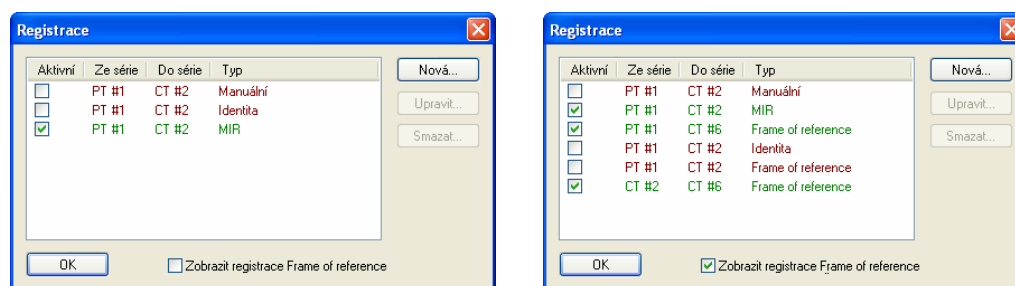 Registrace
Aktivní Ze série Do série Typ
PT #1 CT #2 Manuální
PT #1 CT #2 Identita
PT #1 CT #2 MIR
Nová...
Upravit...
Smazat...
OK
Zobrazit registrace Frame of reference
Registrace
Aktivní Ze série Do série Typ
PT #1 CT #2 Manuální
PT #1 CT #2 MIR
PT #1 CT #6 Frame of reference
PT #1 CT #2 Identita
PT #1 CT #2 Frame of reference
CT #2 CT #6 Frame of reference
Nová...
Upravit...
Smazat...
OK
Zobrazit registrace Frame of reference